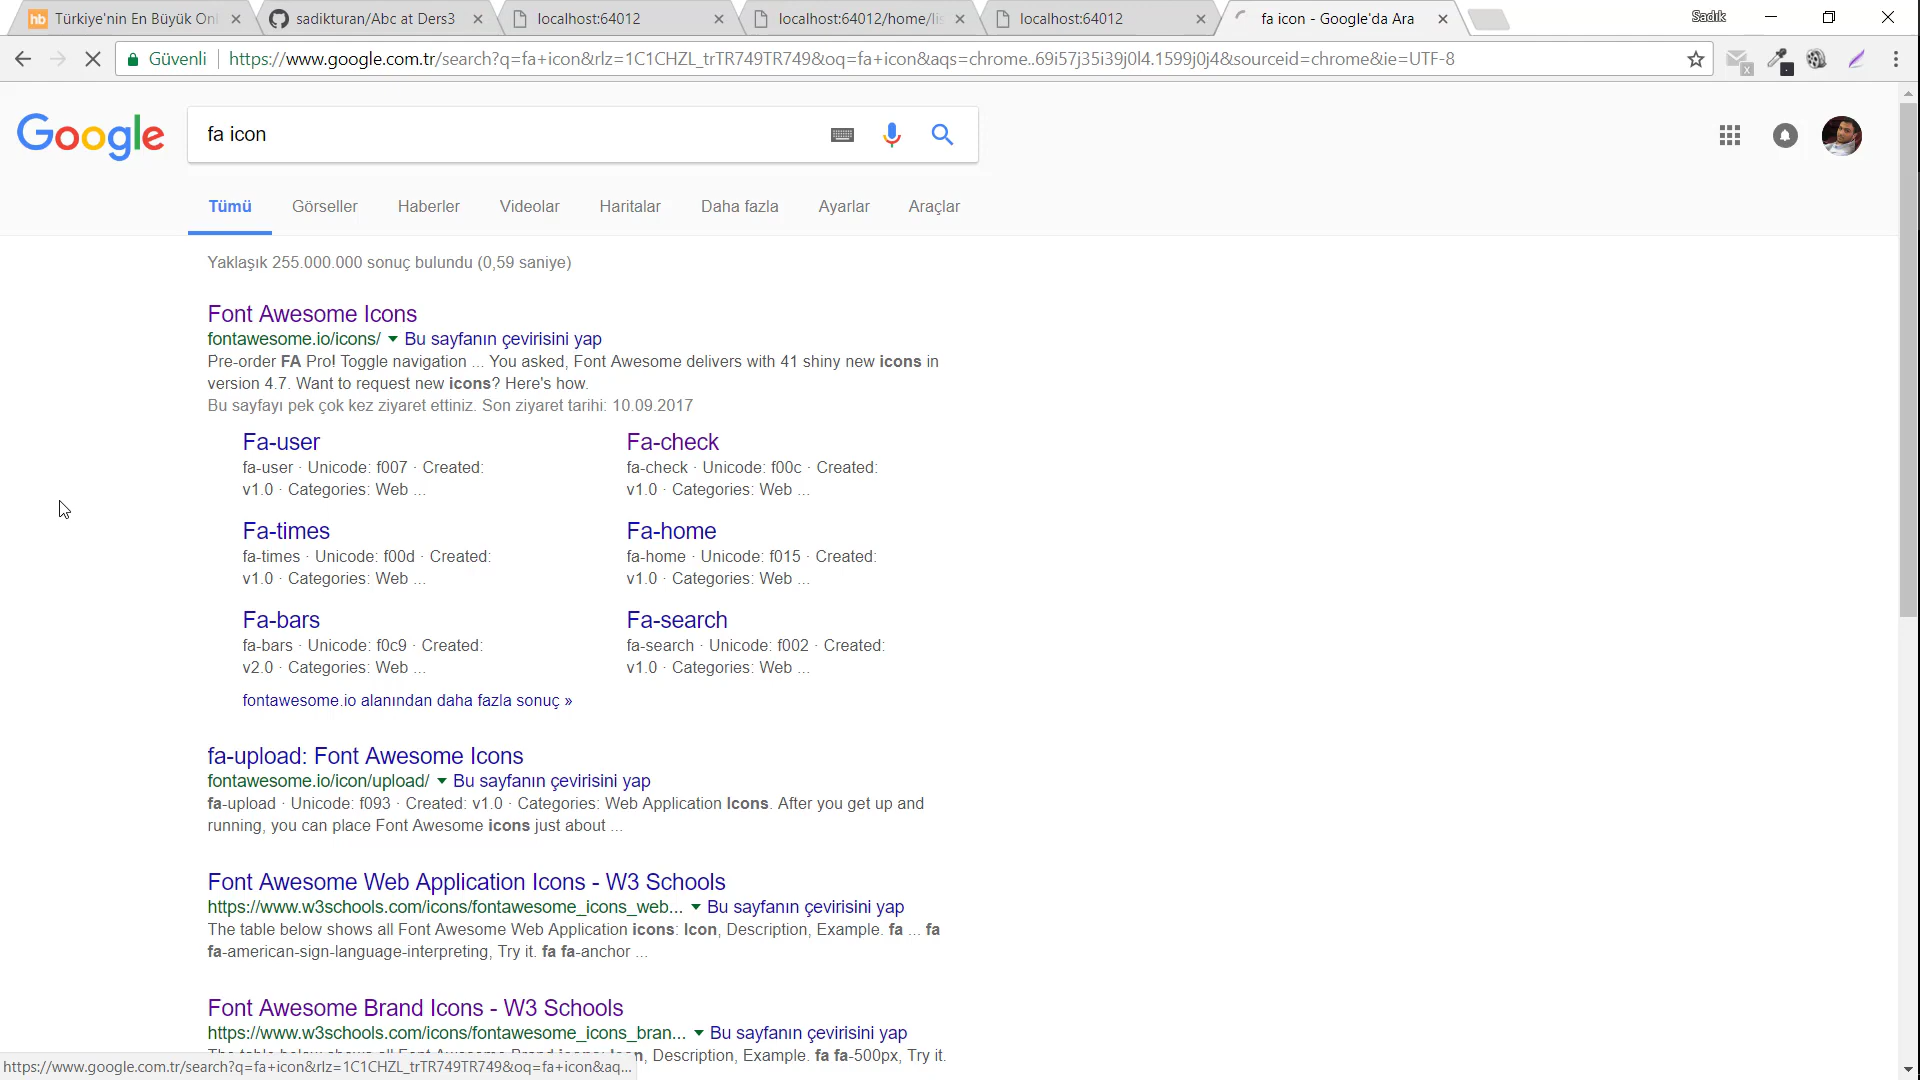 Türkiye'nin En Büyük Onl
sadikturan/Abc at Ders3
localhost:64012
localhost:64012/home/lis
localhost:64012
fa icon - Google'da Ara
Sadık
Güvenli
https://www.google.com.tr/search?q=fa+icon&rlz=1C1CHZL_trTR749TR749&oq=fa+icon&aqs=chrome..69i57j35i39j0l4.1599j0j4&sourceid=chrome&ie=UTF-8
Google
fa icon
Tümü Görseller Haberler Videolar Haritalar Daha fazla Ayarlar Araçlar
Yaklaşık 255.000.000 sonuç bulundu (0,59 saniye)
Font Awesome Icons
fontawesome.io/icons/ Bu sayfanın çevirisini yap
Pre-order FA Pro! Toggle navigation ... You asked, Font Awesome delivers with 41 shiny new icons in
version 4.7. Want to request new icons? Here's how.
Bu sayfayı pek çok kez ziyaret ettiniz. Son ziyaret tarihi: 10.09.2017
Fa-user
fa-user · Unicode: f007 · Created:
v1.0 · Categories: Web ...
Fa-check
fa-check · Unicode: f00c · Created:
v1.0 · Categories: Web ...
Fa-times
fa-times · Unicode: f00d · Created:
v1.0 · Categories: Web ...
Fa-home
fa-home · Unicode: f015 · Created:
v1.0 · Categories: Web ...
Fa-bars
fa-bars · Unicode: f0c9 · Created:
v2.0 · Categories: Web ...
Fa-search
fa-search · Unicode: f002 · Created:
v1.0 · Categories: Web ...
fontawesome.io alanından daha fazla sonuç »
fa-upload: Font Awesome Icons
fontawesome.io/icon/upload/ Bu sayfanın çevirisini yap
fa-upload · Unicode: f093 · Created: v1.0 · Categories: Web Application Icons. After you get up and
running, you can place Font Awesome icons just about ...
Font Awesome Web Application Icons - W3 Schools
https://www.w3schools.com/icons/fontawesome_icons_web... Bu sayfanın çevirisini yap
The table below shows all Font Awesome Web Application icons: Icon, Description, Example. fa ... fa
fa-american-sign-language-interpreting, Try it. fa fa-anchor ...
Font Awesome Brand Icons - W3 Schools
https://www.w3schools.com/icons/fontawesome_icons_bran... Bu sayfanın çevirisini yap
Description, Example. fa fa-500px, Try it.
https://www.google.com.tr/search?q=fa+icon&rlz=1C1CHZL_trTR749TR749&oq=fa+icon&aq...